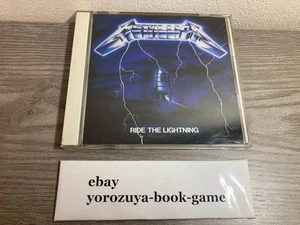 METALLICA
RIDE THE LIGHTNING
ebay
yorozuya-book-game